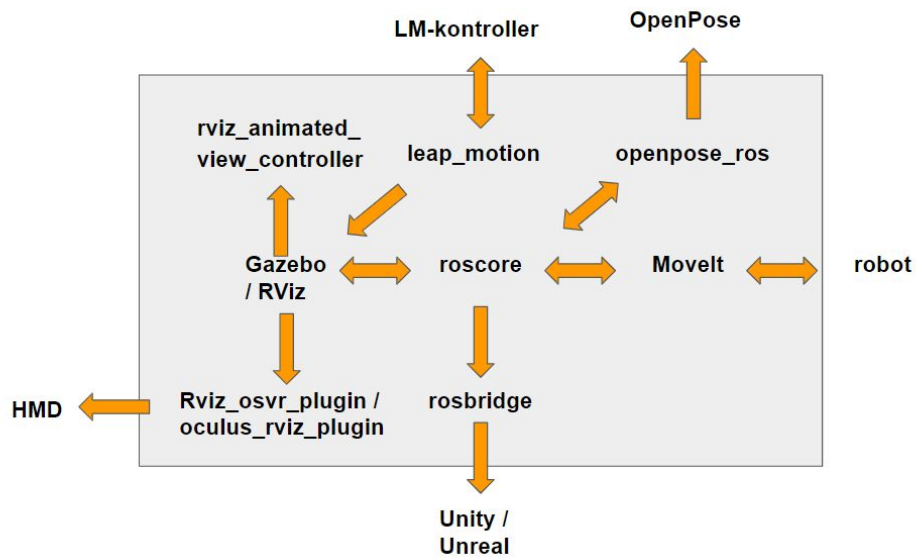 LM-kontroller
OpenPose
rviz_animated_
view_controller
leap_motion
openpose_ros
Gazebo
/ RViz
roscore
MoveIt
robot
HMD
Rviz_osvr_plugin /
oculus_rviz_plugin
rosbridge
Unity /
Unreal